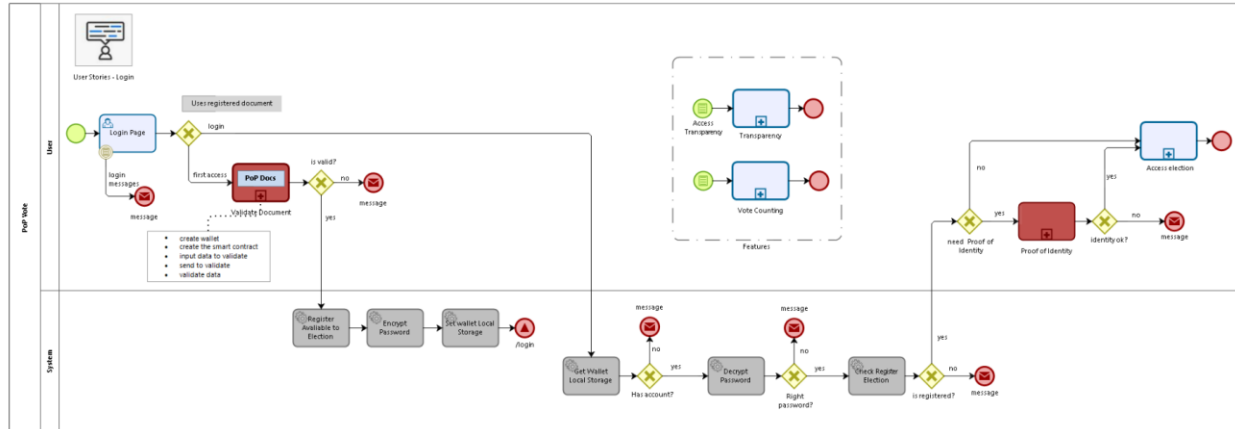 User Stories - Login
PoP Vote
User
System
Uses registered document
Login Page
login
login
messages
message
first access
PoP Docs
Validate Document
is valid?
no
message
yes
create wallet
create the smart contract
input data to validate
send to validate
validate data
Access
Transparency
Transparency
Vote Counting
Features
no
need Proof of
Identity
yes
Proof of Identity
yes
identity ok?
no
message
Access election
Register
Avaliable to
Election
Encrypt
Password
Set wallet Local
Storage
/login
Get Wallet
Local Storage
message
no
Has account?
yes
Decrypt
Password
message
no
Right
password?
yes
Check Register
Election
yes
is registered?
no
message